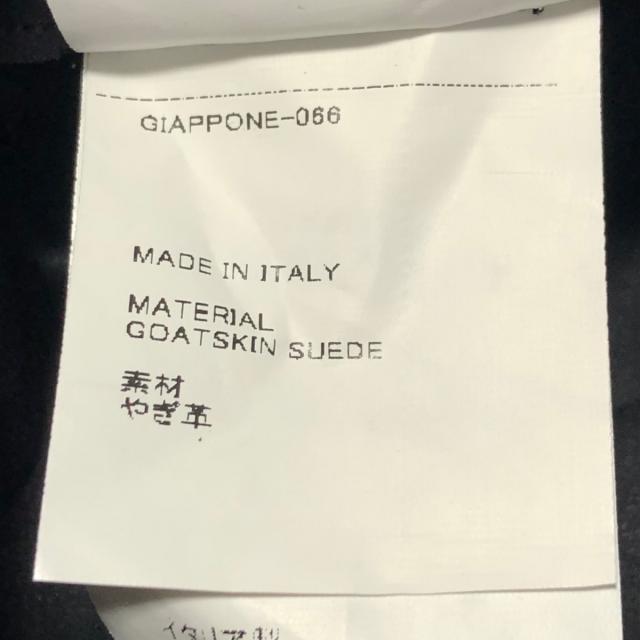 GIAPPONE-066
MADE IN ITALY
MATERIAL
GOATSKIN SUEDE
素材
やぎ革